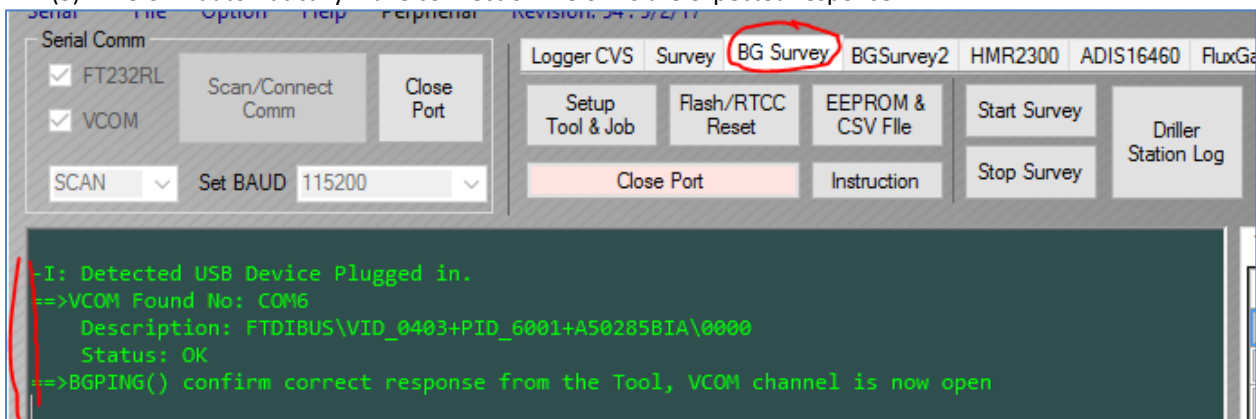 Serial File Option Help Peripherial Revision: 54 : 5/2/17
Serial Comm
FT232RL
VCOM
Scan/Connect
Comm
Close
Port
SCAN
Set BAUD 115200
Logger CVS Survey BG Survey BGSurvey2 HMR2300 ADIS16460 FluxGa
Setup
Tool & Job
Flash/RTCC
Reset
EEPROM &
CSV FIle
Start Survey
Driller
Station Log
Close Port
Instruction
Stop Survey
-I: Detected USB Device Plugged in.
==>VCOM Found No: COM6
Description: FTDIBUS\VID_0403+PID_6001+A50285BIA\0000
Status: OK
==>BGPING() confirm correct response from the Tool, VCOM channel is now open